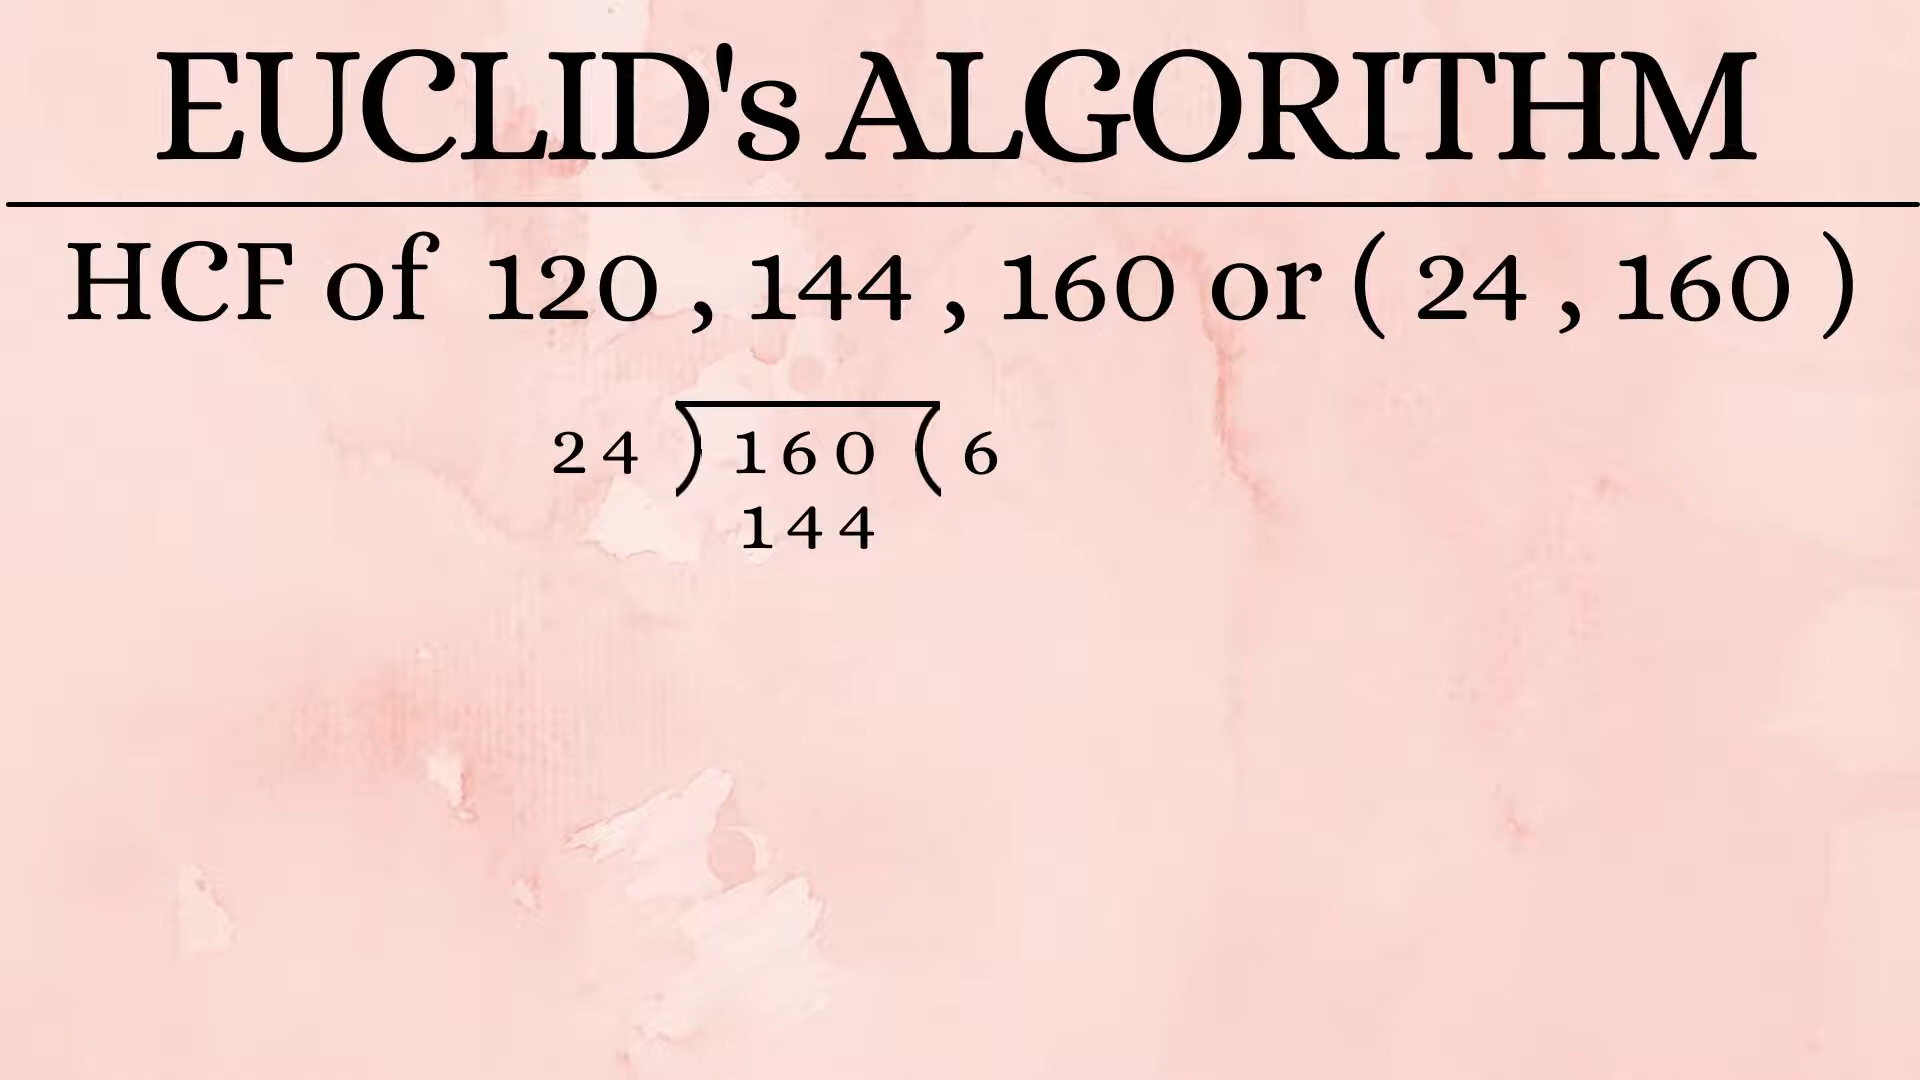 EUCLID's ALGORITHM
HCF of 120 , 144 , 160 or ( 24 , 160 )
24 ) 160 ( 6
144